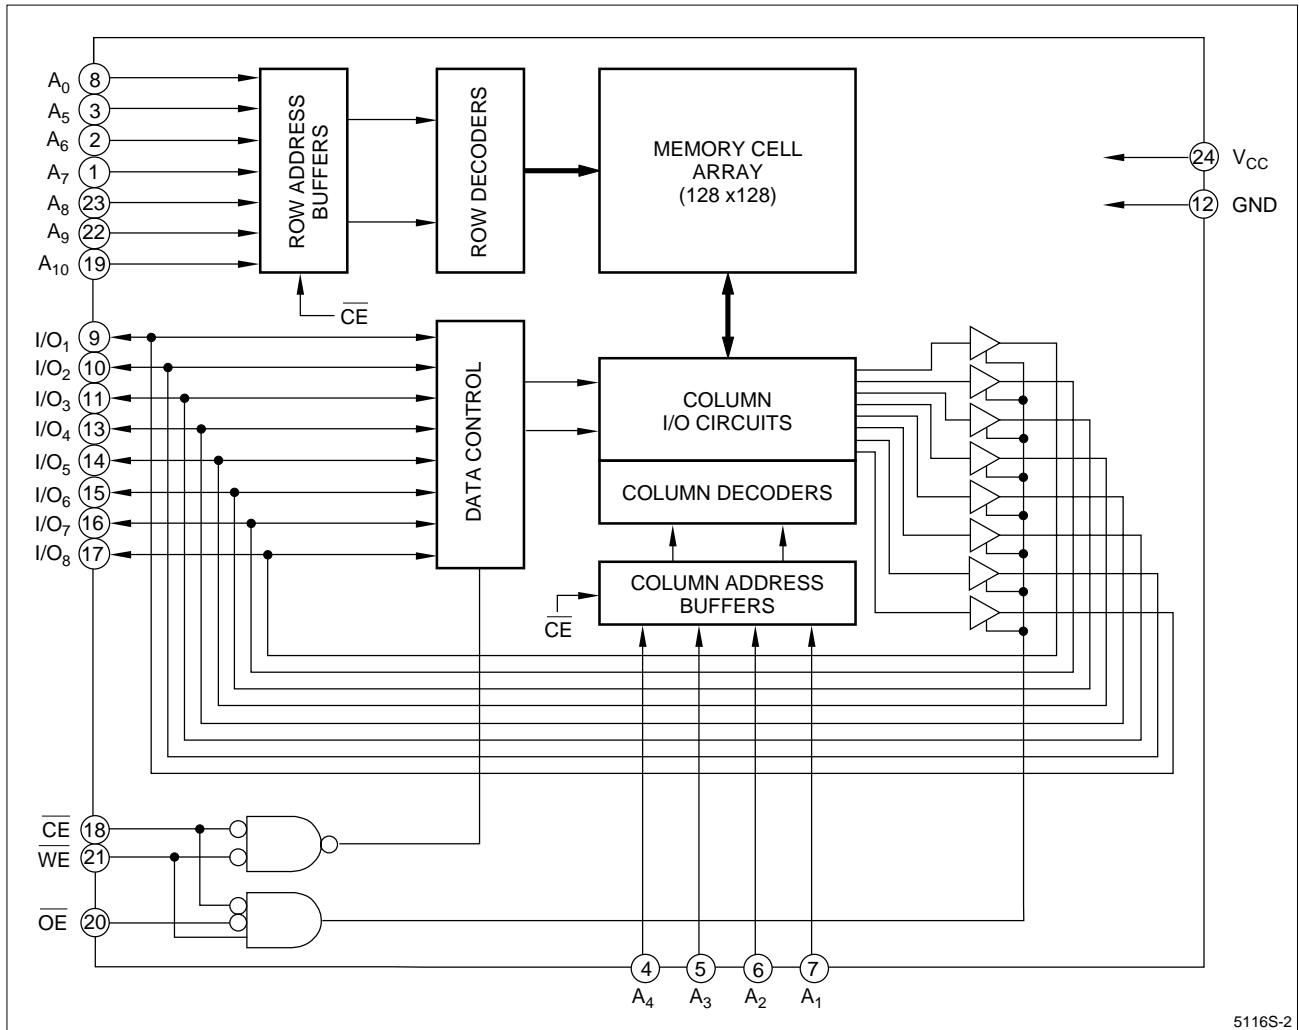 A0 8
A5 3
A6 2
A7 1
A8 23
A9 22
A10 19
ROW ADDRESS
BUFFERS
ROW DECODERS
MEMORY CELL
ARRAY
(128 x128)
24 VCC
12 GND
CE
I/O1 9
I/O2 10
I/O3 11
I/O4 13
I/O5 14
I/O6 15
I/O7 16
I/O8 17
DATA CONTROL
COLUMN
I/O CIRCUITS
COLUMN DECODERS
COLUMN ADDRESS
BUFFERS
CE
CE 18
WE 21
OE 20
4 5 6 7
A4 A3 A2 A1
5116S-2